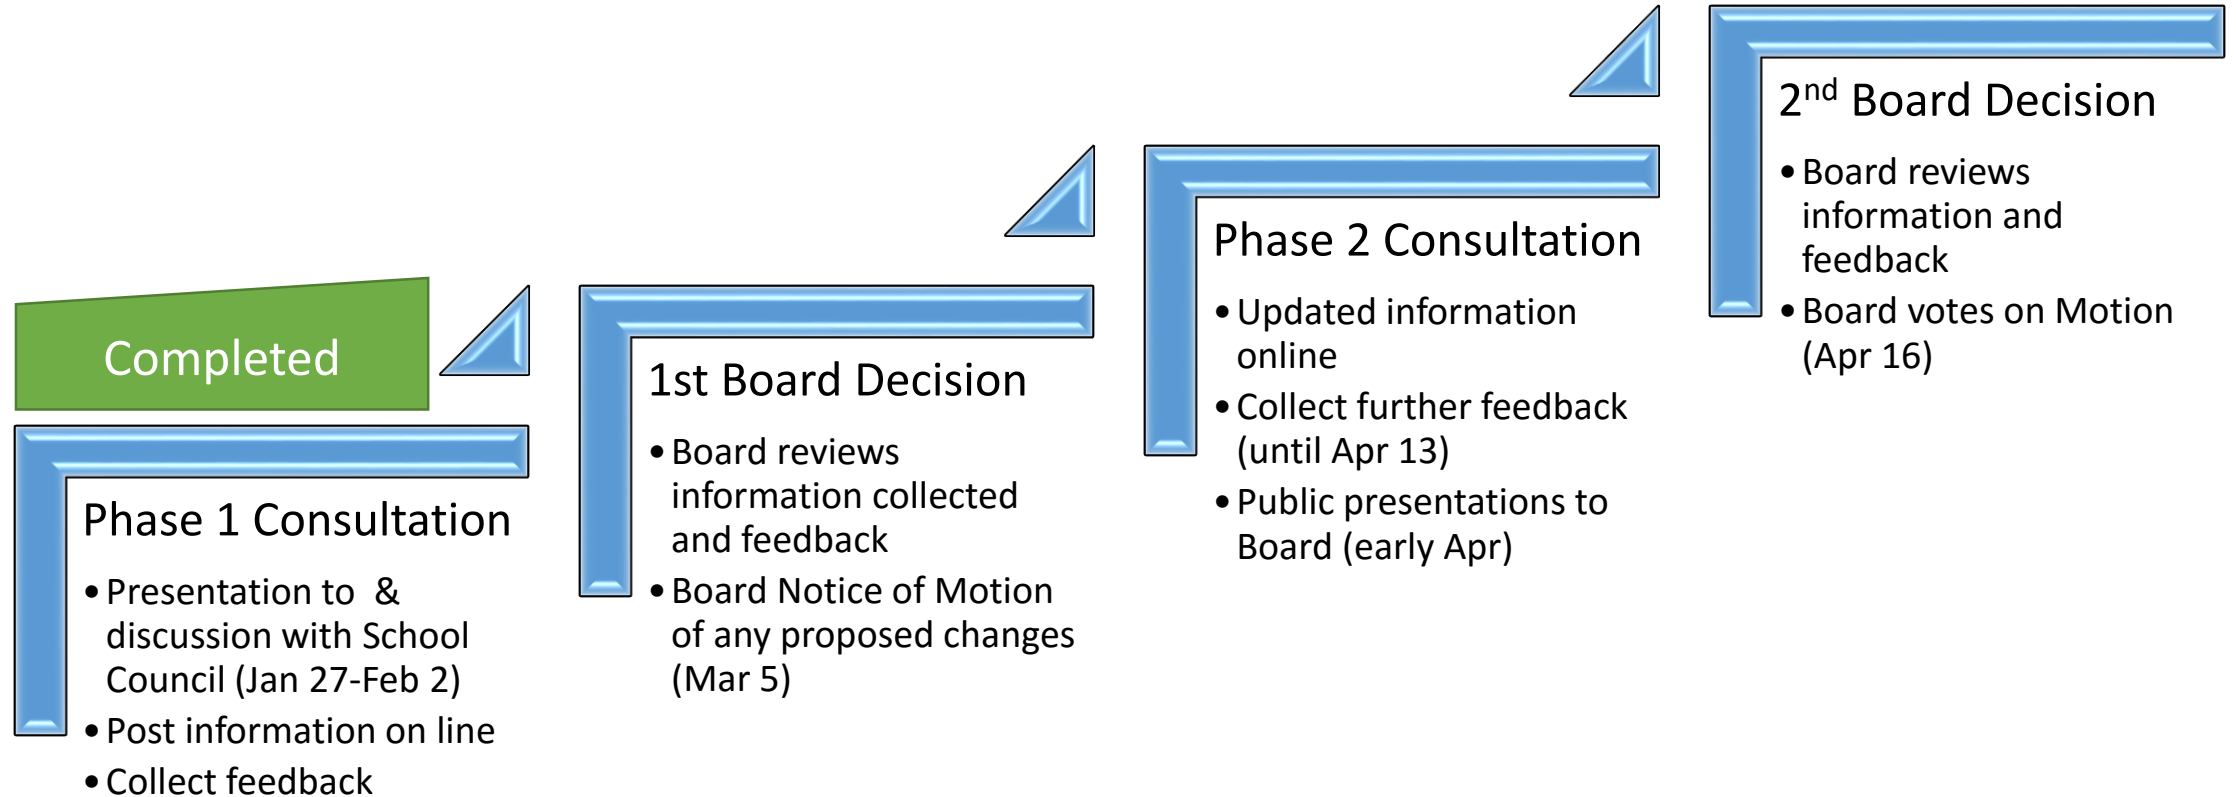 Completed
Phase 1 Consultation
•Presentation to  &
discussion with School
Council (Jan 27-Feb 2)
•Post information on line
•Collect feedback
1st Board Decision
•Board reviews
information collected
and feedback
•Board Notice of Motion
of any proposed changes
(Mar 5)
Phase 2 Consultation
•Updated information
online
•Collect further feedback
(until Apr 13)
•Public presentations to
Board (early Apr)
2nd Board Decision
•Board reviews
information and
feedback
•Board votes on Motion
(Apr 16)